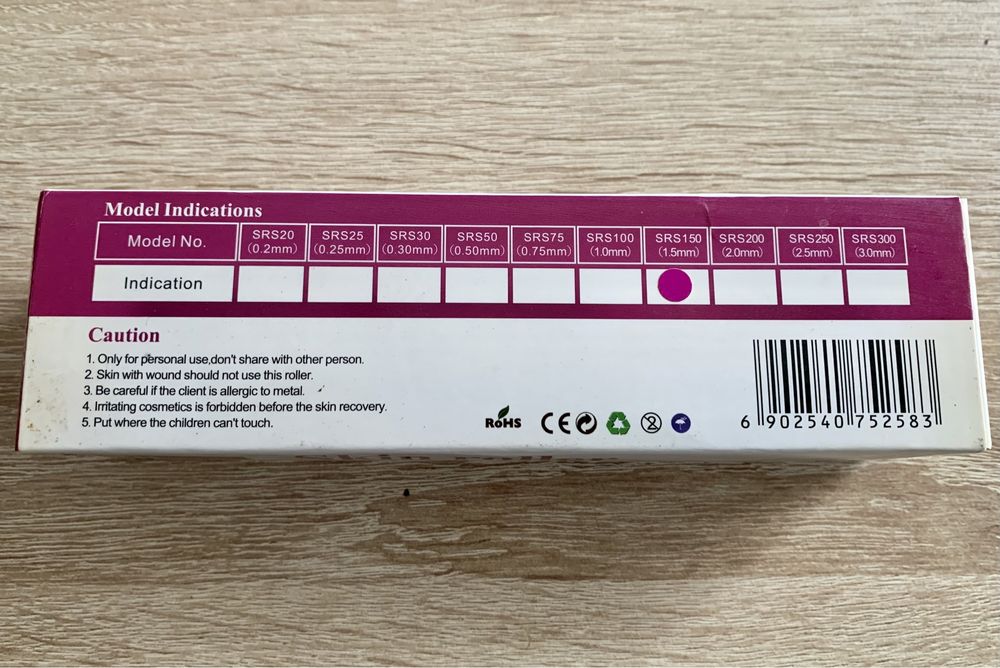 Model Indications
Model No. SRS20 SRS25 SRS30 SRS50 SRS75 SRS100 SRS150 SRS200 SRS250 SRS300
(0.2mm) (0.25mm) (0.30mm) (0.50mm) (0.75mm) (1.0mm) (1.5mm) (2.0mm) (2.5mm) (3.0mm)
Indication
Caution
1. Only for personal use,don't share with other person.
2. Skin with wound should not use this roller.
3. Be careful if the client is allergic to metal.
4. Irritating cosmetics is forbidden before the skin recovery.
5. Put where the children can't touch.
RoHS CE 2
6 902540 752583